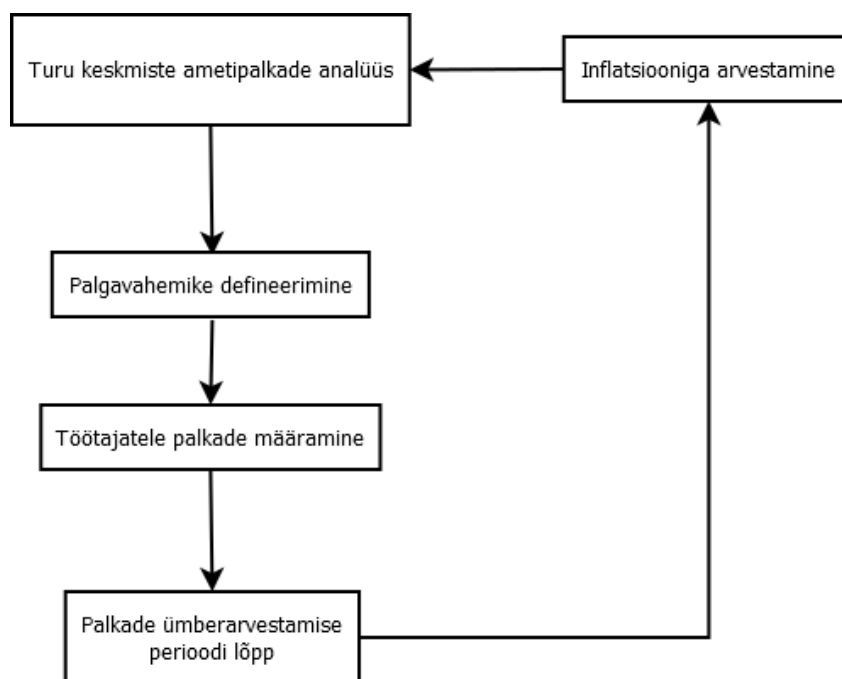 Turu keskmiste ametipalkade analüüs
Inflatsiooniga arvestamine
Palgavahemike defineerimine
Töötajatele palkade määramine
Palkade ümberarvestamise
perioodi lõpp